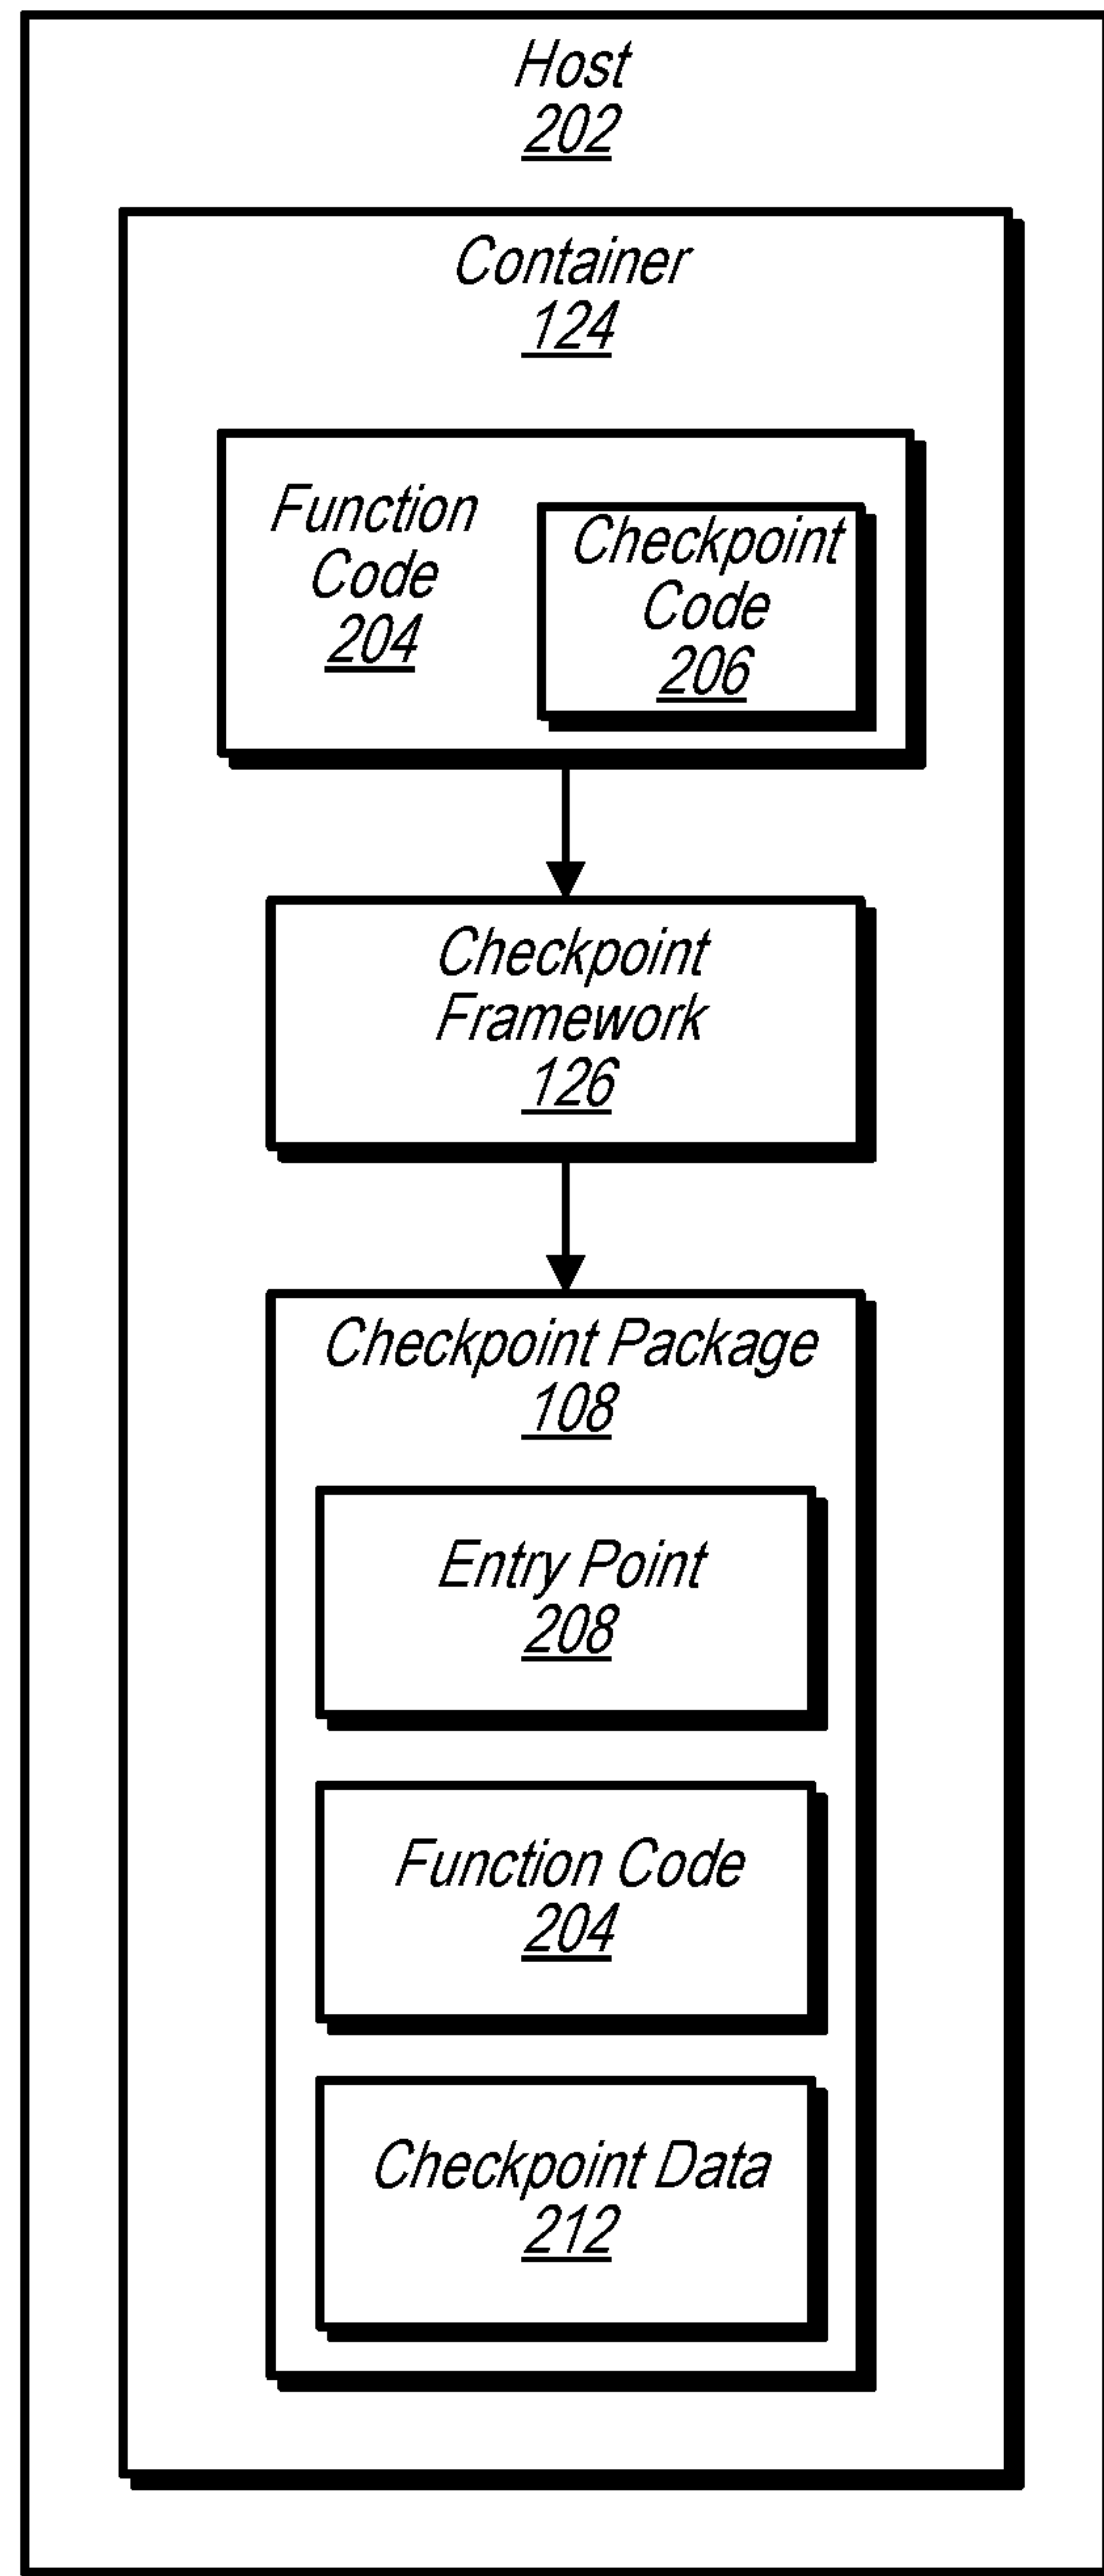 Host
202
Container
124
Function
Code
204
Checkpoint
Code
206
Checkpoint
Framework
126
Checkpoint Package
108
Entry Point
208
Function Code
204
Checkpoint Data
212